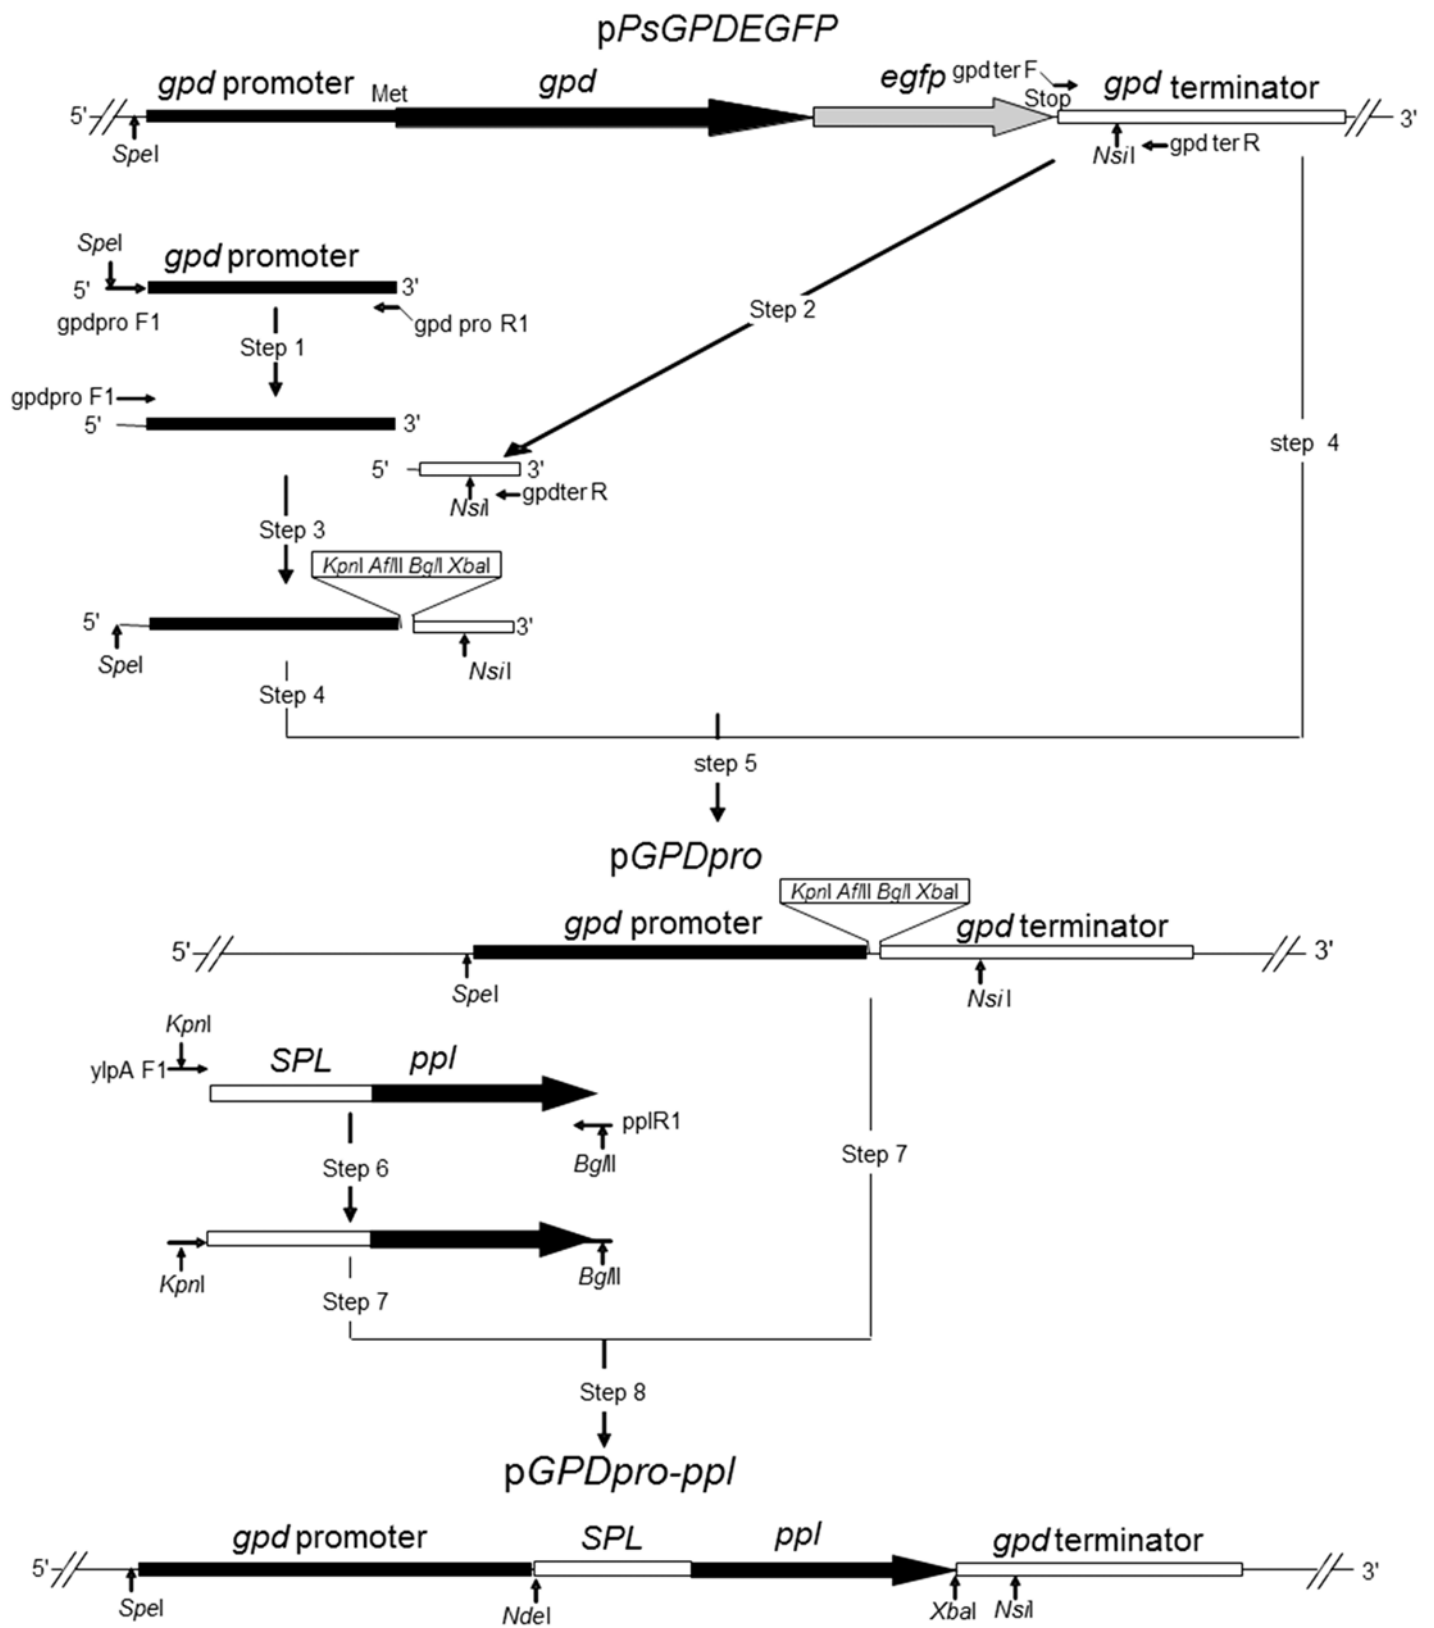 pPsGPDEGFP
gpd promoter
Met
gpd
egfp
gpdter F
Stop
gpd terminator
5'
3'
SpeI
NsiI
gpd ter R
SpeI
gpd promoter
5'
3'
gpdpro F1
gpd pro R1
Step 1
Step 2
gpdpro F1
5'
3'
step 4
5'
3'
NsiI
gpdter R
Step 3
KpnI AflII BglI XbaI
5'
3'
SpeI
NsiI
Step 4
step 5
pGPDpro
KpnI AflII BglI XbaI
gpd promoter
gpd terminator
5'
3'
SpeI
NsiI
KpnI
ylpA F1
SPL
ppl
pplR1
BglII
Step 6
Step 7
KpnI
BglII
Step 7
Step 8
pGPDpro-ppl
gpd promoter
SPL
ppl
gpd terminator
5'
3'
SpeI
NdeI
XbaI
NsiI